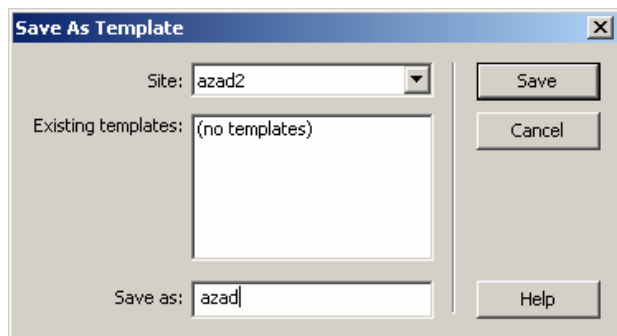 Save As Template
Site: azad2
Save
Existing templates: (no templates)
Cancel
Save as: azad
Help